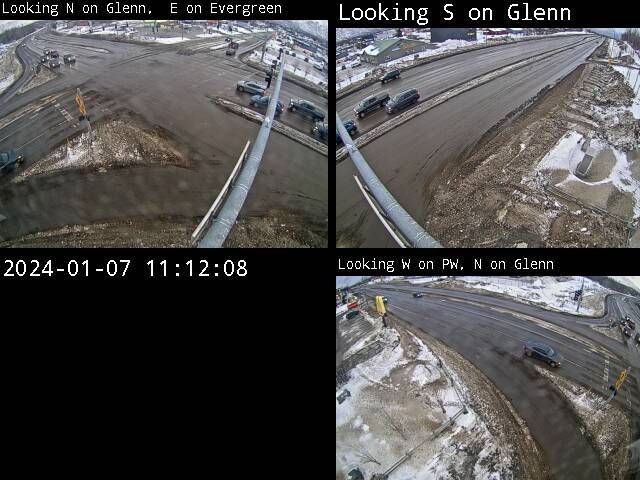 Looking N on Glenn, E on Evergreen
Looking S on Glenn
2024-01-07 11:12:08
Looking W on PW, N on Glenn